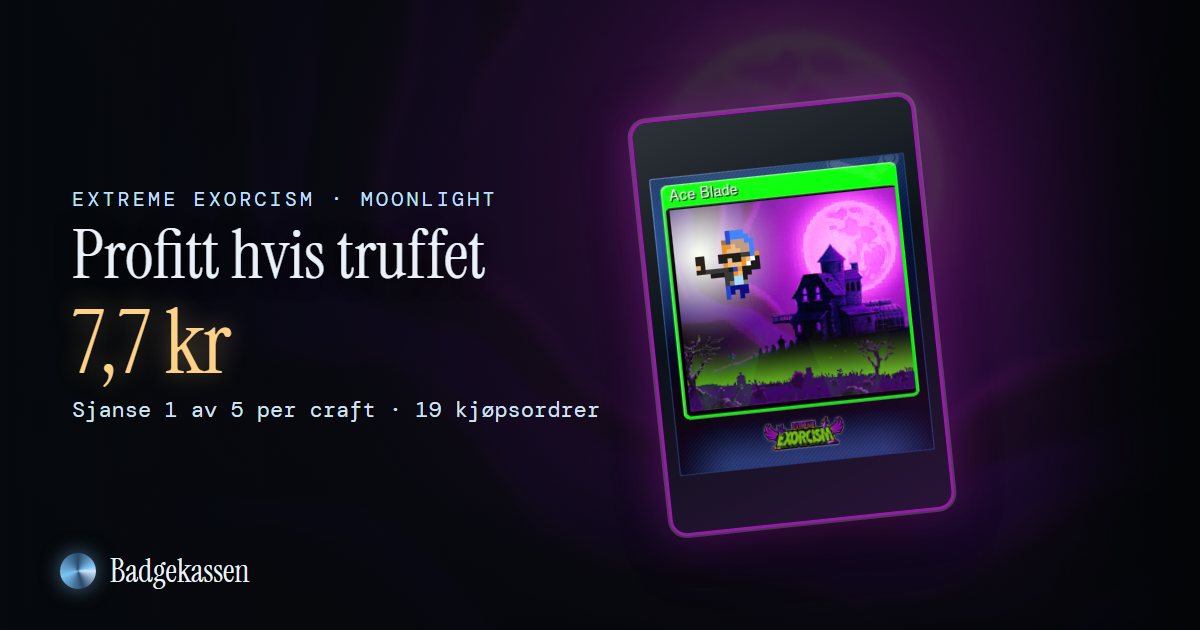 EXTREME EXORCISM · MOONLIGHT
Profitt hvis truffet
7,7 kr
Sjanse 1 av 5 per craft · 19 kjøpsordrer
Badgekassen
Ace Blade
EXTREME
EXORCISM